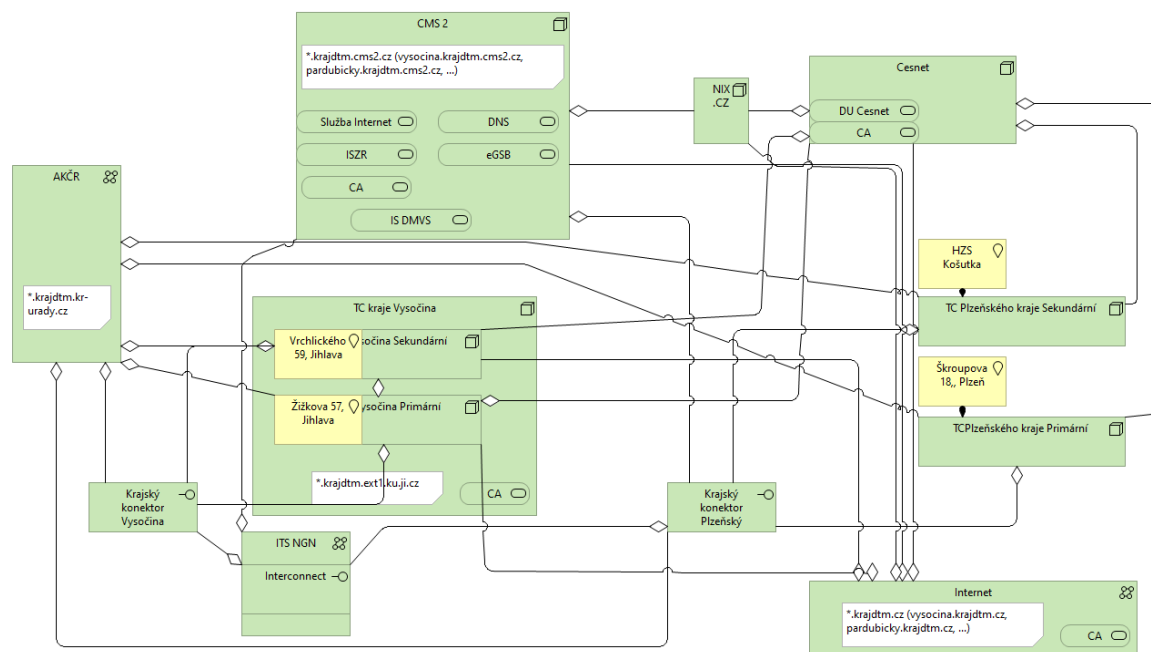 CMS 2
*.krajdtm.cms2.cz (vysocina.krajdtm.cms2.cz,
pardubicky.krajdtm.cms2.cz, ...)
Služba Internet
DNS
ISZR
eGSB
CA
IS DMVS
NIX
.CZ
Cesnet
DU Cesnet
CA
AKČR
*.krajdtm.kr-
urady.cz
HZS
Košutka
TC Plzeňského kraje Sekundární
Škroupova
18,, Plzeň
TCPlzeňského kraje Primární
TC kraje Vysočina
Vrchlického
59, Jihlava
sočina Sekundární
Žižkova 57,
Jihlava
ysočina Primární
*.krajdtm.ext1.ku.ji.cz
CA
Krajský
konektor
Vysočina
Krajský
konektor
Plzeňský
ITS NGN
Interconnect
Internet
*.krajdtm.cz (vysocina.krajdtm.cz,
pardubicky.krajdtm.cz, ...)
CA